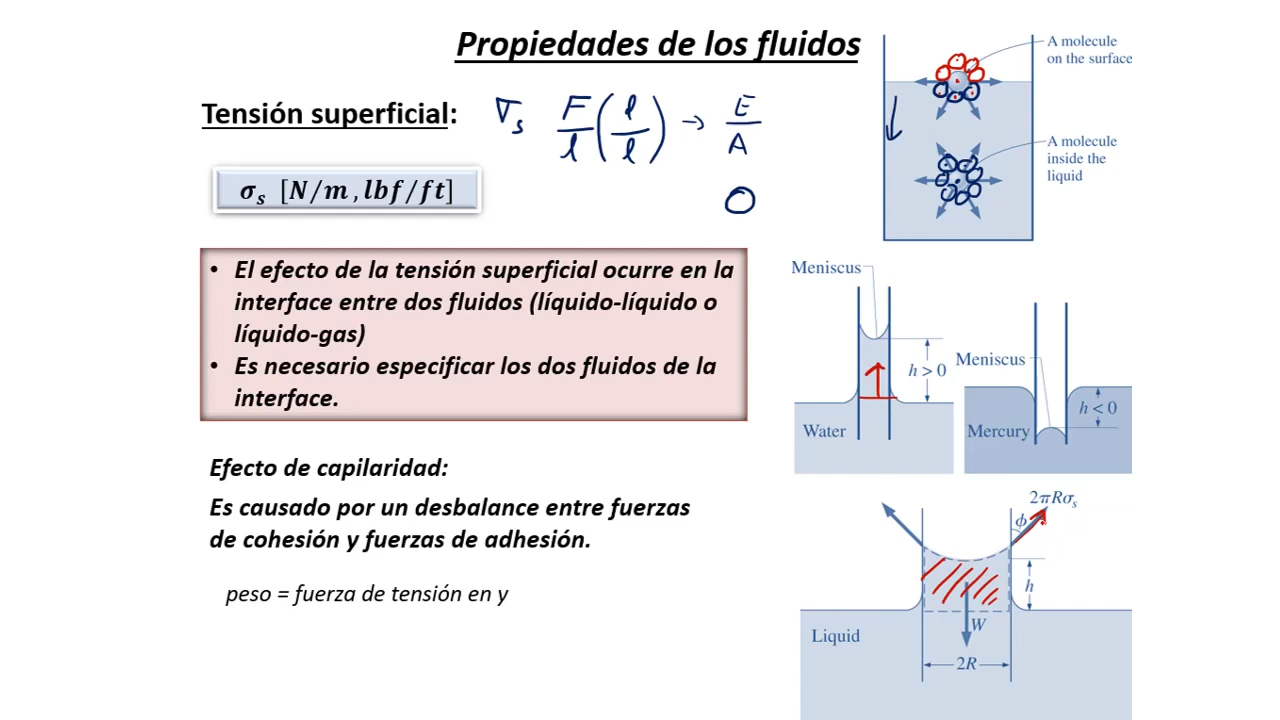 Propiedades de los fluidos
Tensión superficial:
σs F/l (l/l) → E/A
σs [N/m , lbf/ft]
• El efecto de la tensión superficial ocurre en la
interface entre dos fluidos (líquido-líquido o
líquido-gas)
• Es necesario especificar los dos fluidos de la
interface.
Efecto de capilaridad:
Es causado por un desbalance entre fuerzas
de cohesión y fuerzas de adhesión.
peso = fuerza de tensión en y
A molecule
on the surface
A molecule
inside the
liquid
Meniscus
h > 0
Water
Meniscus
h < 0
Mercury
2πRσs
ϕ
h
W
Liquid
2R